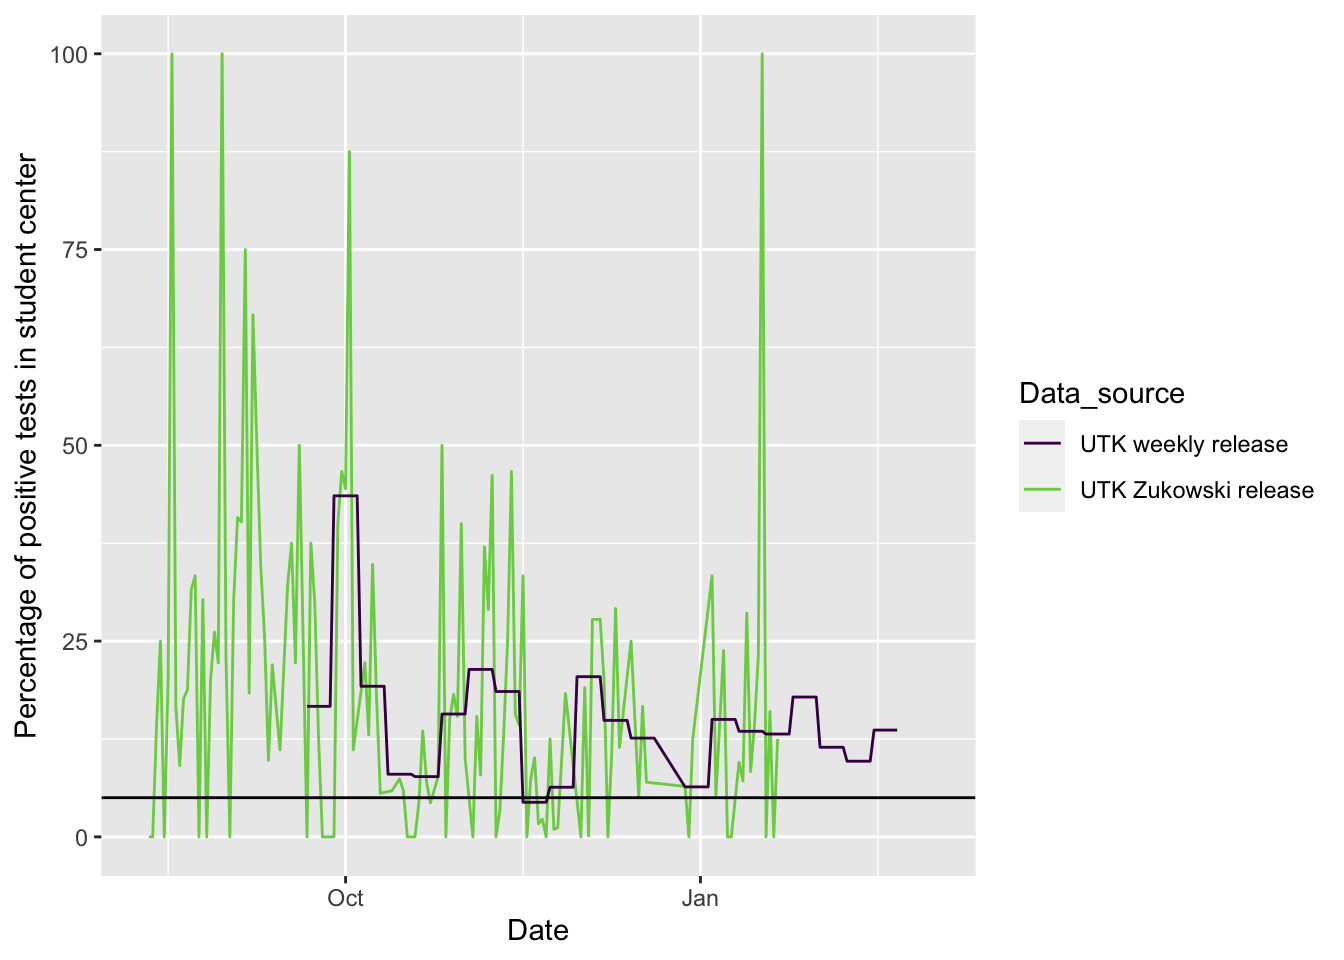 Percentage of positive tests in student center
100
75
50
25
0
Oct
Jan
Date
Data_source
UTK weekly release
UTK Zukowski release